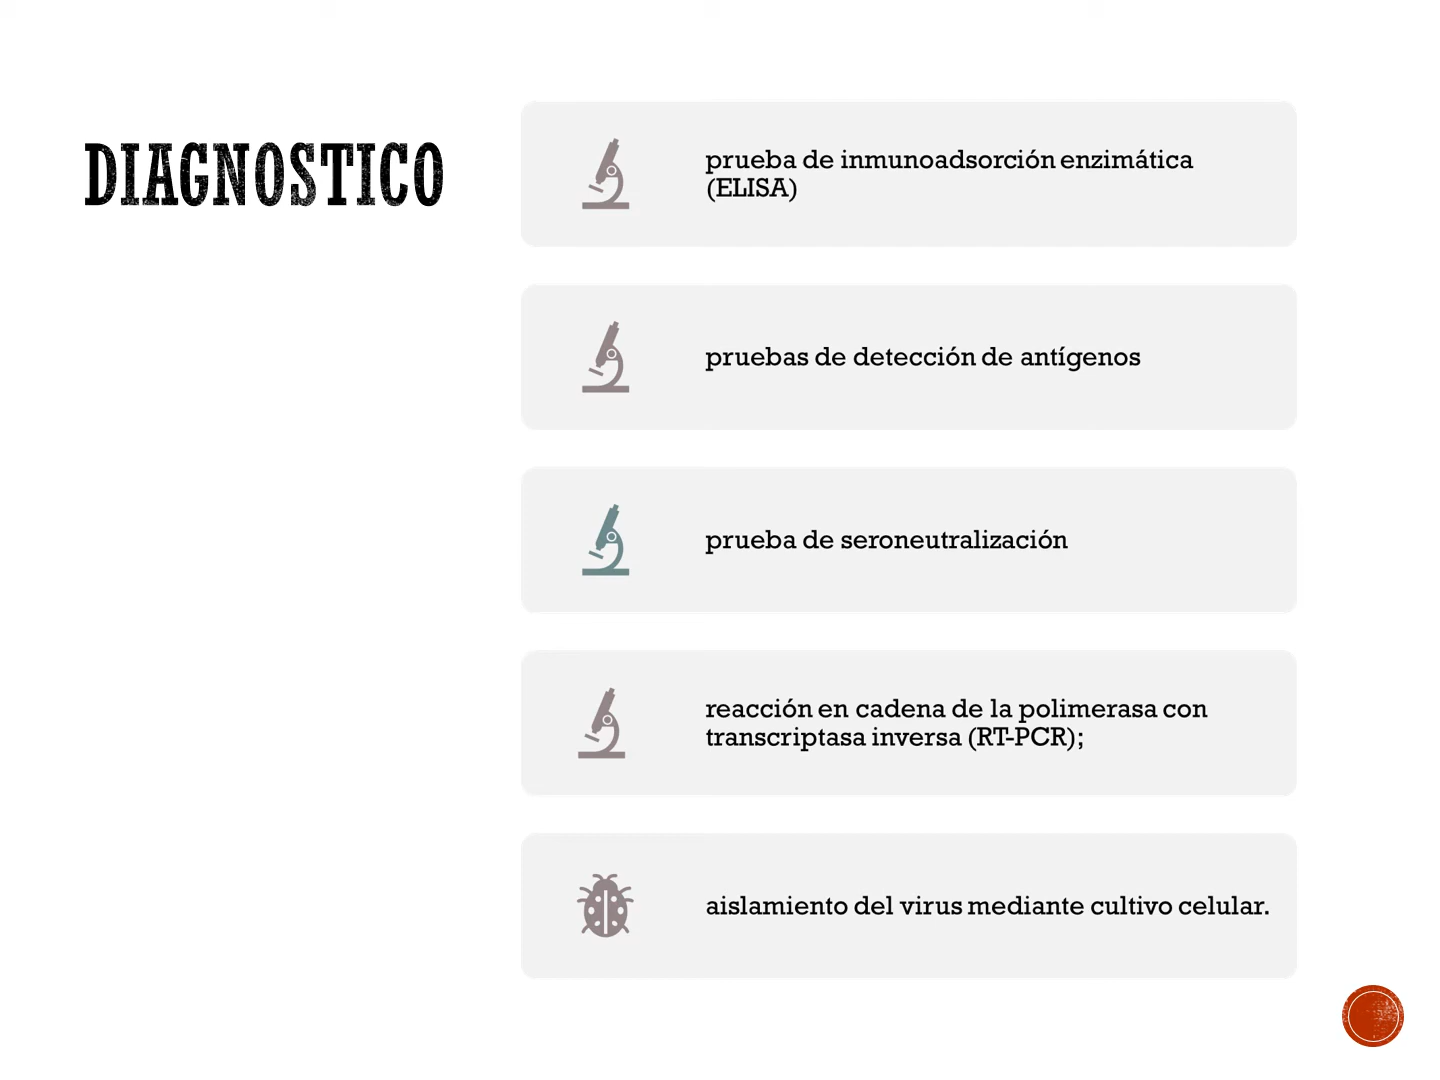 DIAGNOSTICO
prueba de inmunoadsorción enzimática
(ELISA)
pruebas de detección de antígenos
prueba de seroneutralización
reacción en cadena de la polimerasa con
transcriptasa inversa (RT-PCR);
aislamiento del virus mediante cultivo celular.